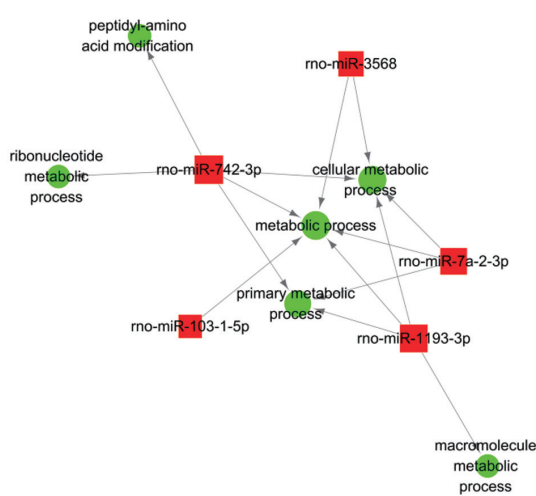 peptidyl-amino
acid modification
rno-miR-3568
ribonucleotide
metabolic
process
rno-miR-742-3p
cellular metabolic
process
metabolic process
rno-miR-7a-2-3p
primary metabolic
process
rno-miR-103-1-5p
rno-miR-1193-3p
macromolecule
metabolic
process